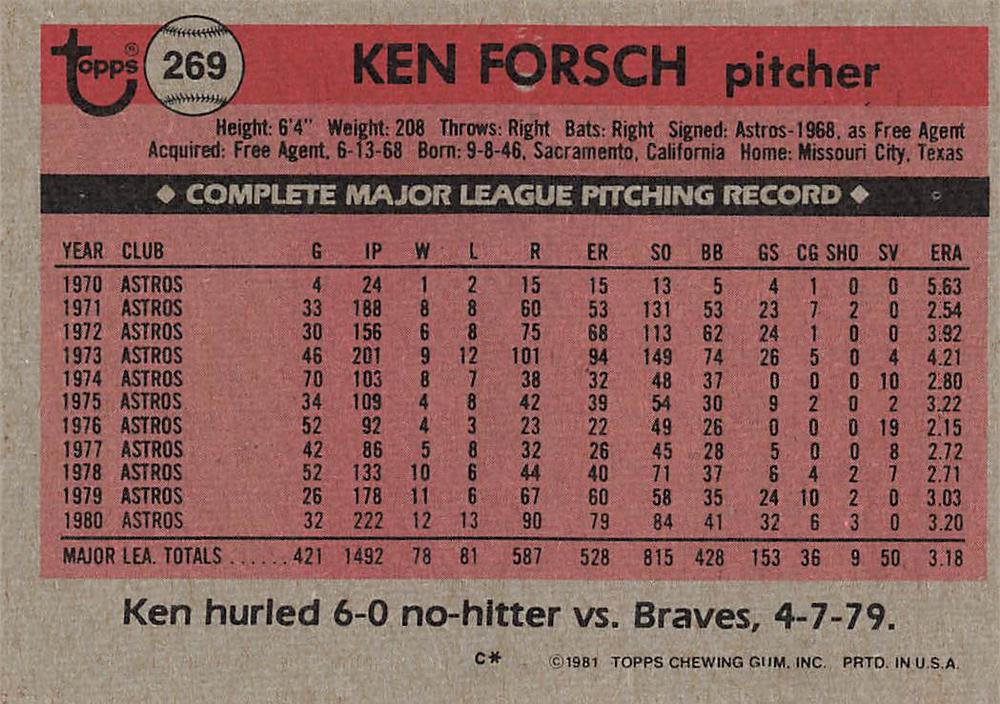 topps® 269 KEN FORSCH pitcher
Height: 6'4" Weight: 208 Throws: Right Bats: Right Signed: Astros-1968, as Free Agent
Acquired: Free Agent, 6-13-68 Born: 9-8-46, Sacramento, California Home: Missouri City, Texas
◆ COMPLETE MAJOR LEAGUE PITCHING RECORD ◆
YEAR CLUB G IP W L R ER SO BB GS CG SHO SV ERA
1970 ASTROS 4 24 1 2 15 15 13 5 4 1 0 0 5.63
1971 ASTROS 33 188 8 8 60 53 131 53 23 7 2 0 2.54
1972 ASTROS 30 156 6 8 75 68 113 62 24 1 0 0 3.92
1973 ASTROS 46 201 9 12 101 94 149 74 26 5 0 4 4.21
1974 ASTROS 70 103 8 7 38 32 48 37 0 0 0 10 2.80
1975 ASTROS 34 109 4 8 42 39 54 30 9 2 0 2 3.22
1976 ASTROS 52 92 4 3 23 22 49 26 0 0 0 19 2.15
1977 ASTROS 42 86 5 8 32 26 45 28 5 0 0 8 2.72
1978 ASTROS 52 133 10 6 44 40 71 37 6 4 2 7 2.71
1979 ASTROS 26 178 11 6 67 60 58 35 24 10 2 0 3.03
1980 ASTROS 32 222 12 13 90 79 84 41 32 6 3 0 3.20
MAJOR LEA. TOTALS ......421 1492 78 81 587 528 815 428 153 36 9 50 3.18
Ken hurled 6-0 no-hitter vs. Braves, 4-7-79.
C* ©1981 TOPPS CHEWING GUM, INC. PRTD. IN U.S.A.